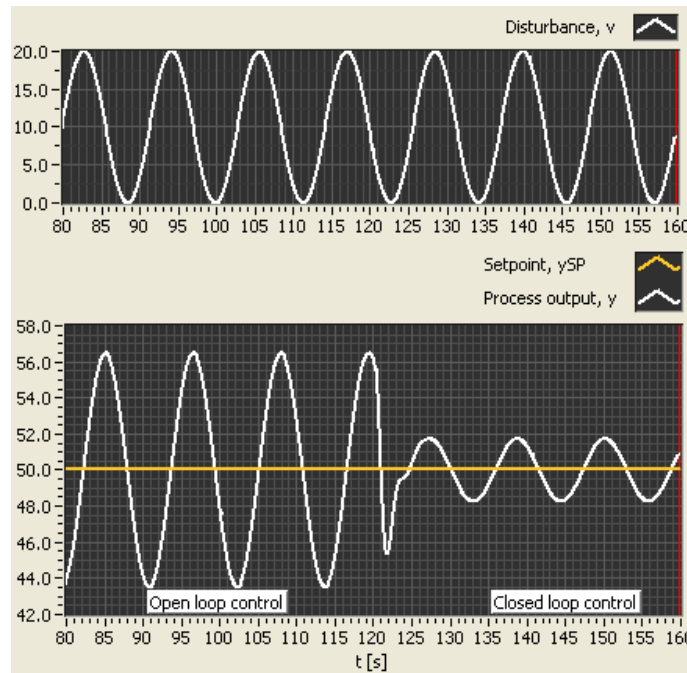 Disturbance, v
20.0
15.0
10.0
5.0
0.0
80 85 90 95 100 105 110 115 120 125 130 135 140 145 150 155 160
Setpoint, ySP
Process output, y
58.0
56.0
54.0
52.0
50.0
48.0
46.0
44.0
42.0
Open loop control
Closed loop control
80 85 90 95 100 105 110 115 120 125 130 135 140 145 150 155 160
t [s]